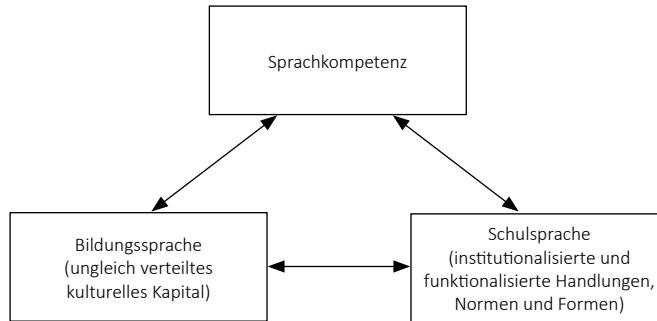 Sprachkompetenz
Bildungssprache
(ungleich verteiltes
kulturelles Kapital)
Schulsprache
(institutionalisierte und
funktionalisierte Handlungen,
Normen und Formen)